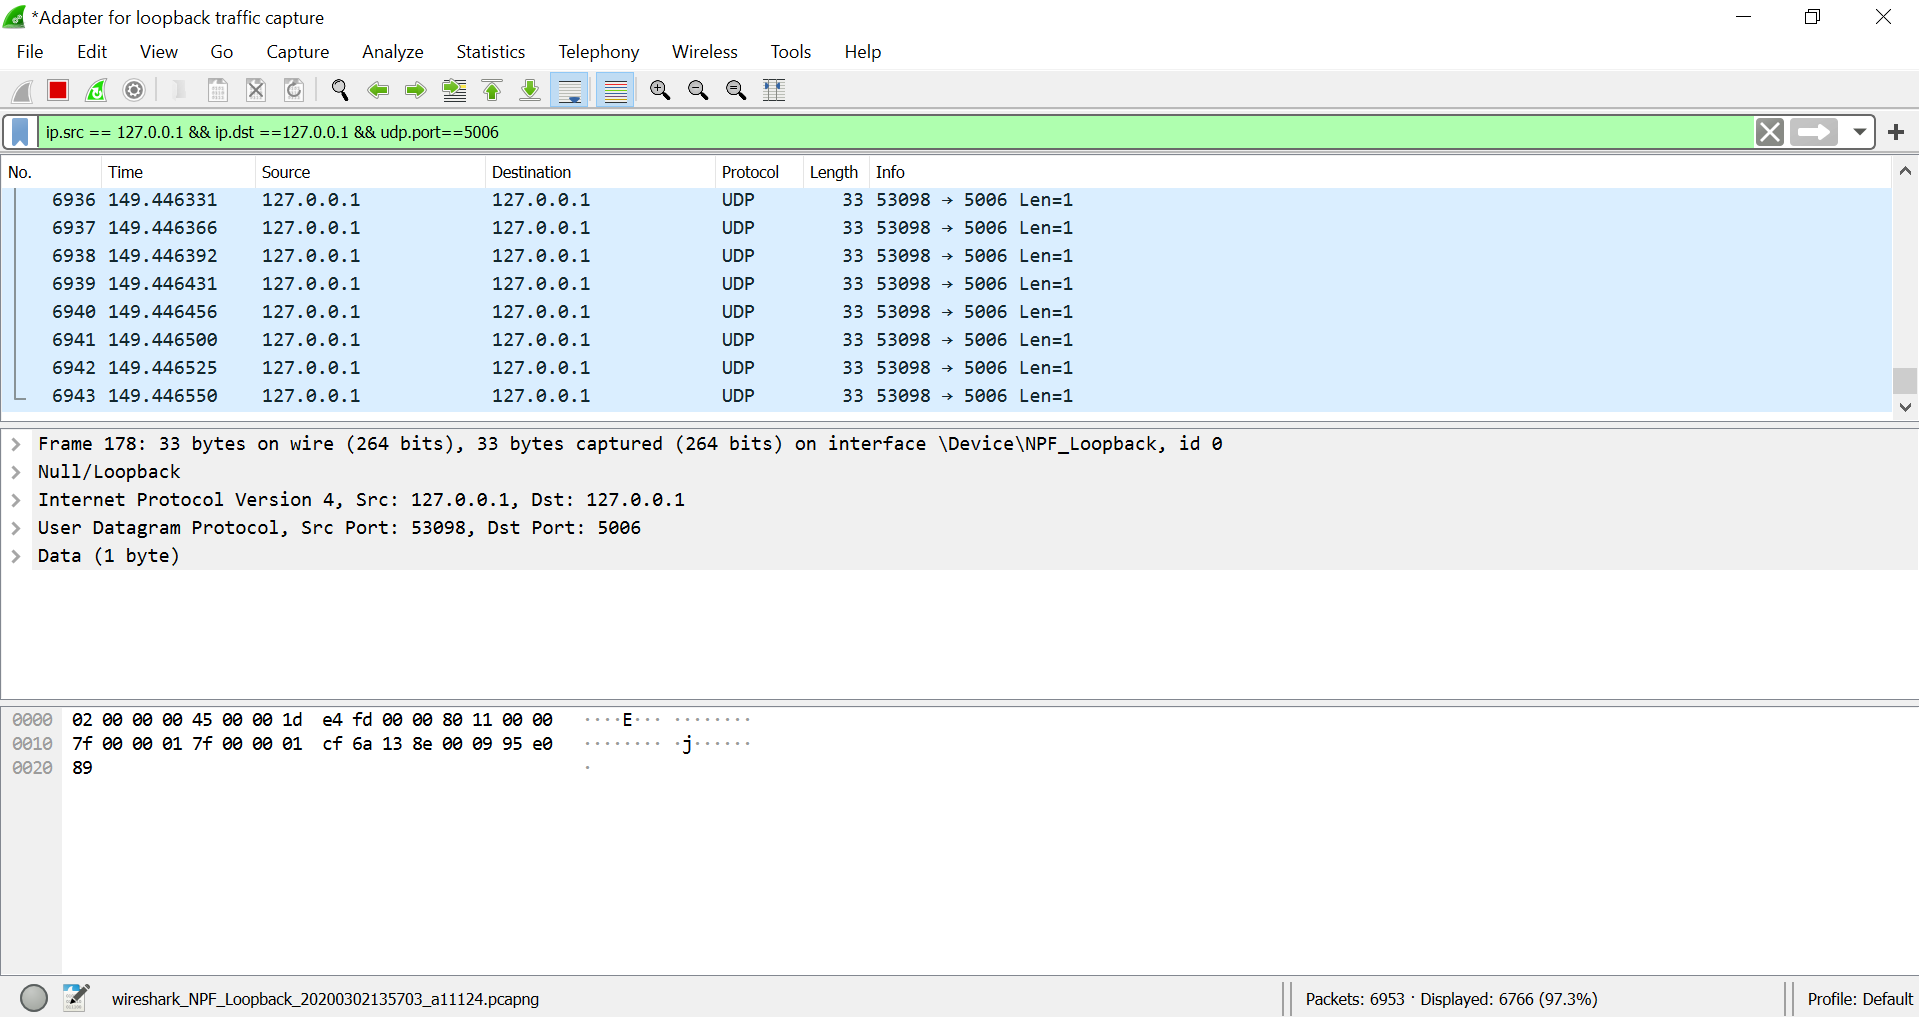 *Adapter for loopback traffic capture
File Edit View Go Capture Analyze Statistics Telephony Wireless Tools Help
ip.src == 127.0.0.1 && ip.dst ==127.0.0.1 && udp.port==5006
No. Time Source Destination Protocol Length Info
6936 149.446331 127.0.0.1 127.0.0.1 UDP 33 53098 → 5006 Len=1
6937 149.446366 127.0.0.1 127.0.0.1 UDP 33 53098 → 5006 Len=1
6938 149.446392 127.0.0.1 127.0.0.1 UDP 33 53098 → 5006 Len=1
6939 149.446431 127.0.0.1 127.0.0.1 UDP 33 53098 → 5006 Len=1
6940 149.446456 127.0.0.1 127.0.0.1 UDP 33 53098 → 5006 Len=1
6941 149.446500 127.0.0.1 127.0.0.1 UDP 33 53098 → 5006 Len=1
6942 149.446525 127.0.0.1 127.0.0.1 UDP 33 53098 → 5006 Len=1
6943 149.446550 127.0.0.1 127.0.0.1 UDP 33 53098 → 5006 Len=1
Frame 178: 33 bytes on wire (264 bits), 33 bytes captured (264 bits) on interface \Device\NPF_Loopback, id 0
Null/Loopback
Internet Protocol Version 4, Src: 127.0.0.1, Dst: 127.0.0.1
User Datagram Protocol, Src Port: 53098, Dst Port: 5006
Data (1 byte)
0000 02 00 00 00 45 00 00 1d e4 fd 00 00 80 11 00 00 ····E··· ········
0010 7f 00 00 01 7f 00 00 01 cf 6a 13 8e 00 09 95 e0 ········ ·j······
0020 89 ·
wireshark_NPF_Loopback_20200302135703_a11124.pcapng
Packets: 6953 · Displayed: 6766 (97.3%)
Profile: Default